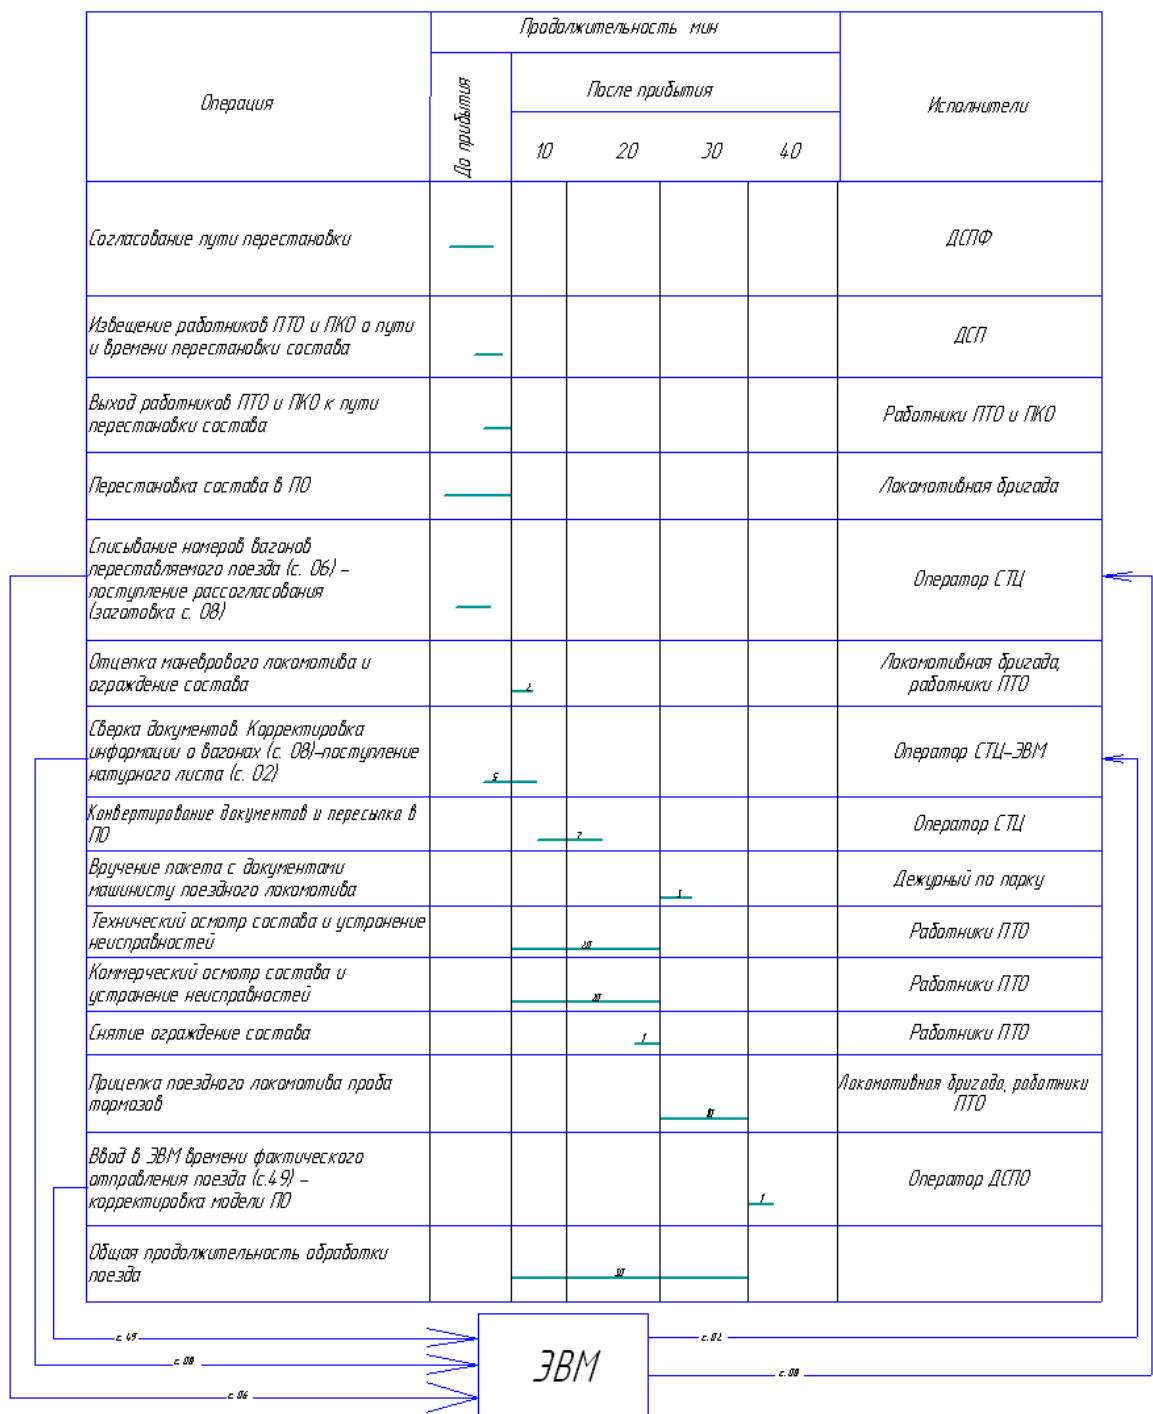 Продолжительность мин
Операция
До прибытия
После прибытия
Исполнители
10 20 30 40
Согласование пути перестановки
ДСПФ
Извещение работников ПТО и ПКО о пути
и времени перестановки состава
ДСП
Выход работников ПТО и ПКО к пути
перестановки состава
Работники ПТО и ПКО
Перестановка состава в ПО
Локомотивная бригада
Списывание номеров вагонов
переставляемого поезда (с. 06) –
поступление рассогласования
(заготовка с. 08)
Оператор СТЦ
Отцепка маневрового локомотива и
ограждение состава
2
Локомотивная бригада,
работники ПТО
Сверка документов. Корректировка
информации о вагонах (с. 08)–поступление
натурного листа (с. 02)
5
Оператор СТЦ–ЭВМ
Конвертирование документов и пересылка в
ПО
Оператор СТЦ
Вручение пакета с документами
машинисту поездного локомотива
Дежурный по парку
Технический осмотр состава и устронение
неисправностей
20
Работники ПТО
Коммерческий осмотр состава и
устранение неисправностей
Работники ПТО
Снятие ограждение состава
1
Работники ПТО
Прицепка поездного локомотива проба
тормозов
10
Локомотивная бригада, работники
ПТО
Ввод в ЭВМ времени фактического
отправления поезда (с.49) –
корректировка модели ПО
1
Оператор ДСПО
Общая продолжительность обработки
поезда
30
с. 49
с. 02
с. 08
ЭВМ
с. 08
с. 06